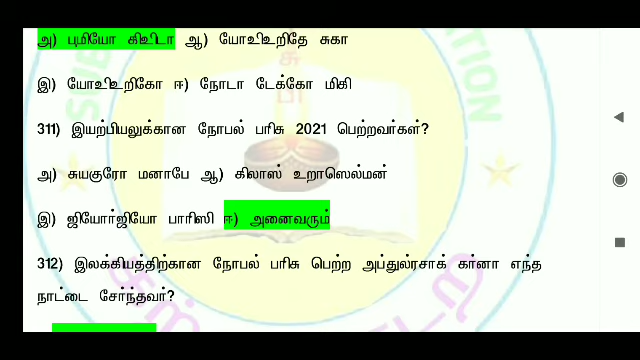 அ) புமியோ கிஷிடா ஆ) யோஷிஹிதே சுகா
இ) யோஷிஹிகோ ஈ) நோடா டேக்கோ மிகி
311) இயற்பியலுக்கான நோபல் பரிசு 2021 பெற்றவர்கள்?
அ) சுயகுரோ மனாபே ஆ) கிலாஸ் ஹாஸெல்மன்
இ) ஜியோர்ஜியோ பாரிஸி ஈ) அனைவரும்
312) இலக்கியத்திற்கான நோபல் பரிசு பெற்ற அப்துல்ரசாக் கர்னா எந்த
நாட்டை சேர்ந்தவர்?